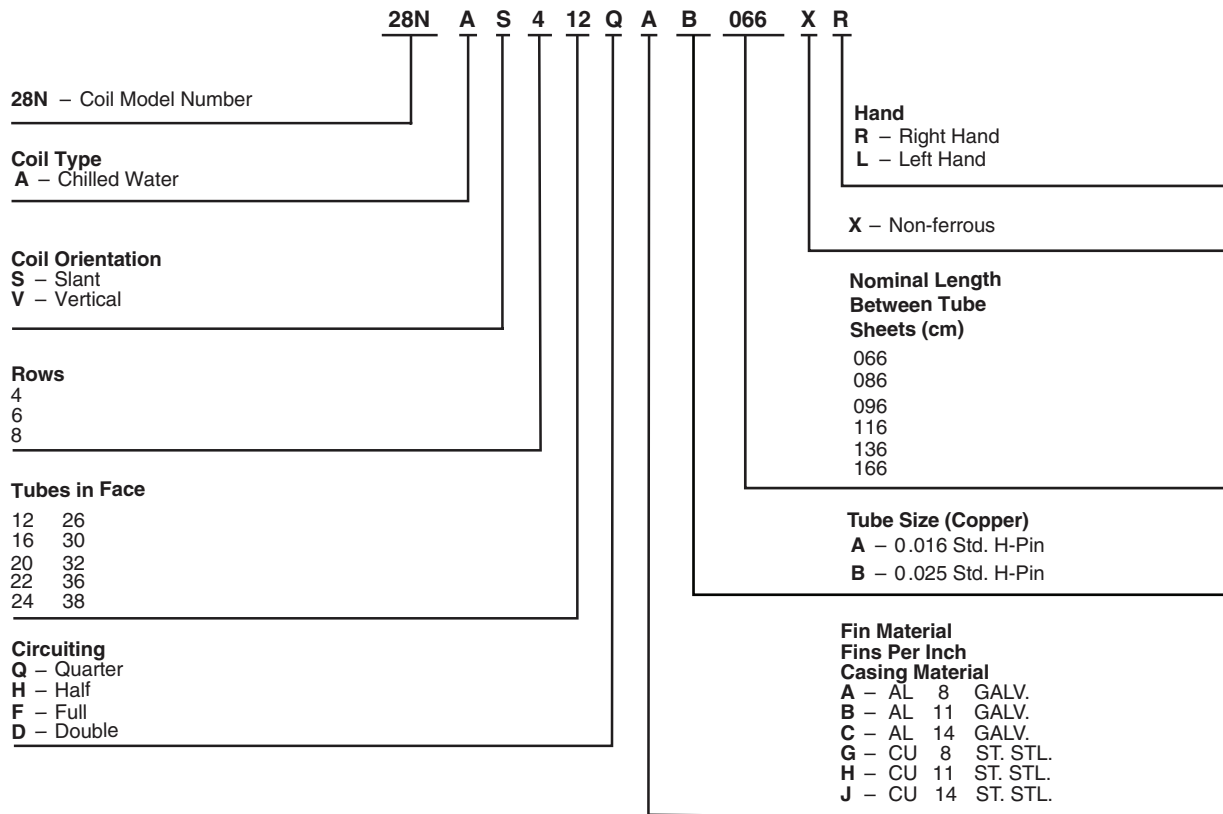 28N A S 4 12 Q A B 066 X R
28N – Coil Model Number
Coil Type
A – Chilled Water
Coil Orientation
S – Slant
V – Vertical
Rows
4
6
8
Tubes in Face
12 26
16 30
20 32
22 36
24 38
Circuiting
Q – Quarter
H – Half
F – Full
D – Double
Hand
R – Right Hand
L – Left Hand
X – Non-ferrous
Nominal Length
Between Tube
Sheets (cm)
066
086
096
116
136
166
Tube Size (Copper)
A – 0.016 Std. H-Pin
B – 0.025 Std. H-Pin
Fin Material
Fins Per Inch
Casing Material
A – AL 8 GALV.
B – AL 11 GALV.
C – AL 14 GALV.
G – CU 8 ST. STL.
H – CU 11 ST. STL.
J – CU 14 ST. STL.